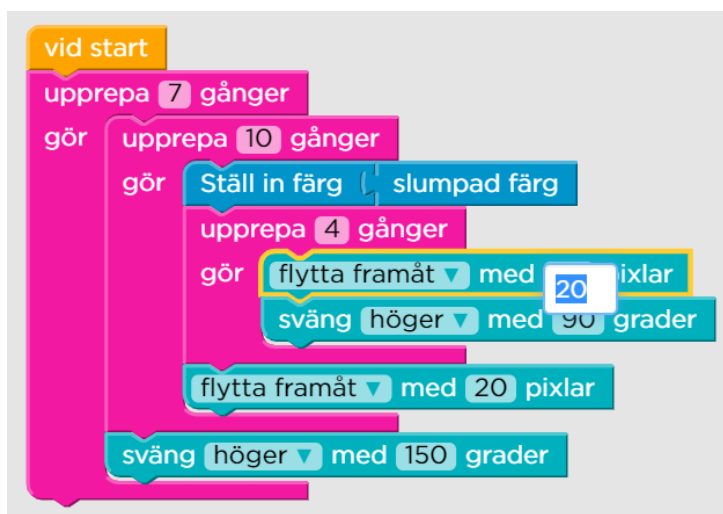 vid start
upprepa 7 gånger
gör upprepa 10 gånger
gör Ställ in färg slumpad färg
upprepa 4 gånger
gör flytta framåt med 20 ixlar
sväng höger med 90 grader
flytta framåt med 20 pixlar
sväng höger med 150 grader